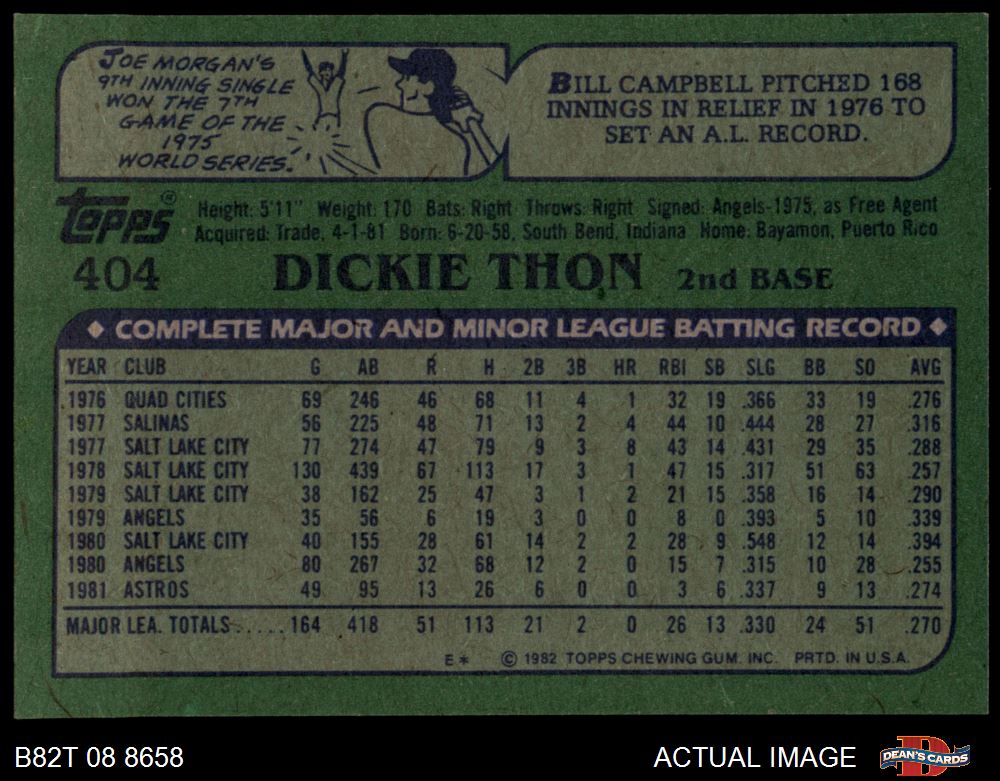 JOE MORGAN'S
9TH INNING SINGLE
WON THE 7TH
GAME OF THE
1975
WORLD SERIES.
BILL CAMPBELL PITCHED 168
INNINGS IN RELIEF IN 1976 TO
SET AN A.L. RECORD.
Topps®
Height: 5'11" Weight: 170 Bats: Right Throws: Right Signed: Angels-1975, as Free Agent
Acquired: Trade, 4-1-81 Born: 6-20-58, South Bend, Indiana Home: Bayamon, Puerto Rico
404 DICKIE THON 2nd BASE
♦ COMPLETE MAJOR AND MINOR LEAGUE BATTING RECORD ♦
YEAR CLUB G AB R H 2B 3B HR RBI SB SLG BB SO AVG
1976 QUAD CITIES 69 246 46 68 11 4 1 32 19 .366 33 19 .276
1977 SALINAS 56 225 48 71 13 2 4 44 10 .444 28 27 .316
1977 SALT LAKE CITY 77 274 47 79 9 3 8 43 14 .431 29 35 .288
1978 SALT LAKE CITY 130 439 67 113 17 3 1 47 15 .317 51 63 .257
1979 SALT LAKE CITY 38 162 25 47 3 1 2 21 15 .358 16 14 .290
1979 ANGELS 35 56 6 19 3 0 0 8 0 .393 5 10 .339
1980 SALT LAKE CITY 40 155 28 61 14 2 2 28 9 .548 12 14 .394
1980 ANGELS 80 267 32 68 12 2 0 15 7 .315 10 28 .255
1981 ASTROS 49 95 13 26 6 0 0 3 6 .337 9 13 .274
MAJOR LEA. TOTALS.....164 418 51 113 21 2 0 26 13 .330 24 51 .270
E* © 1982 TOPPS CHEWING GUM. INC. PRTD. IN U.S.A.
B82T 08 8658 ACTUAL IMAGE DEAN'S CARDS